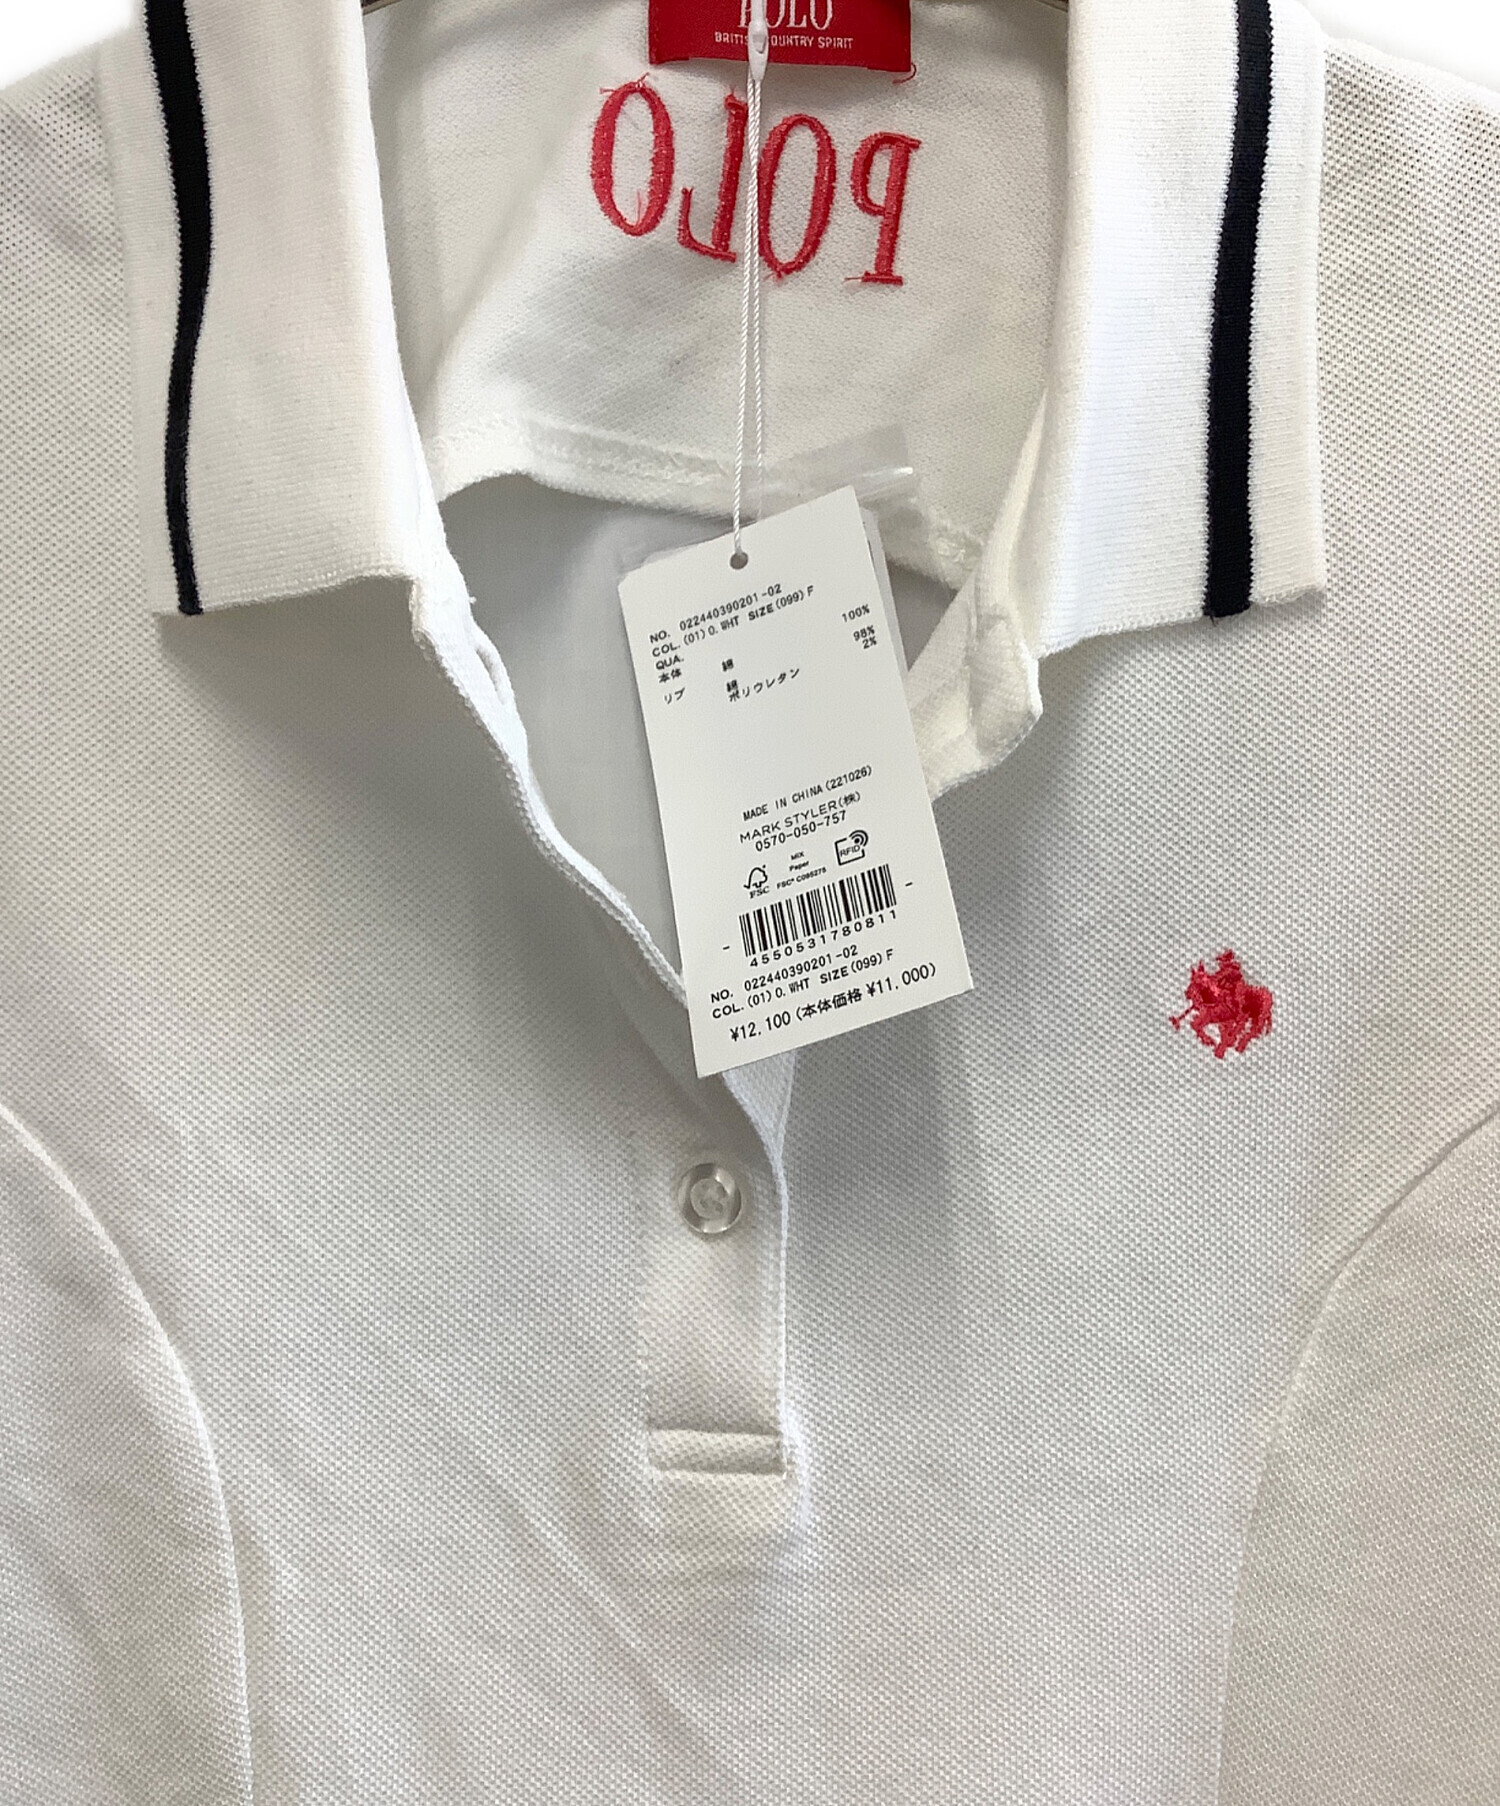 POLO
BRITISH COUNTRY SPIRIT
POLO
NO. 022440390201-02
COL. (01) O. WHT SIZE (099) F
QUA.
本体 綿 100%
リブ 綿 98%
ポリウレタン 2%
MADE IN CHINA (221026)
MARK STYLER(株)
0570-050-757
FSC
MIX
Paper
FSC® C095275
RFID
4550531780811
NO. 022440390201-02
COL. (01) O. WHT SIZE (099) F
¥12,100 (本体価格 ¥11,000)